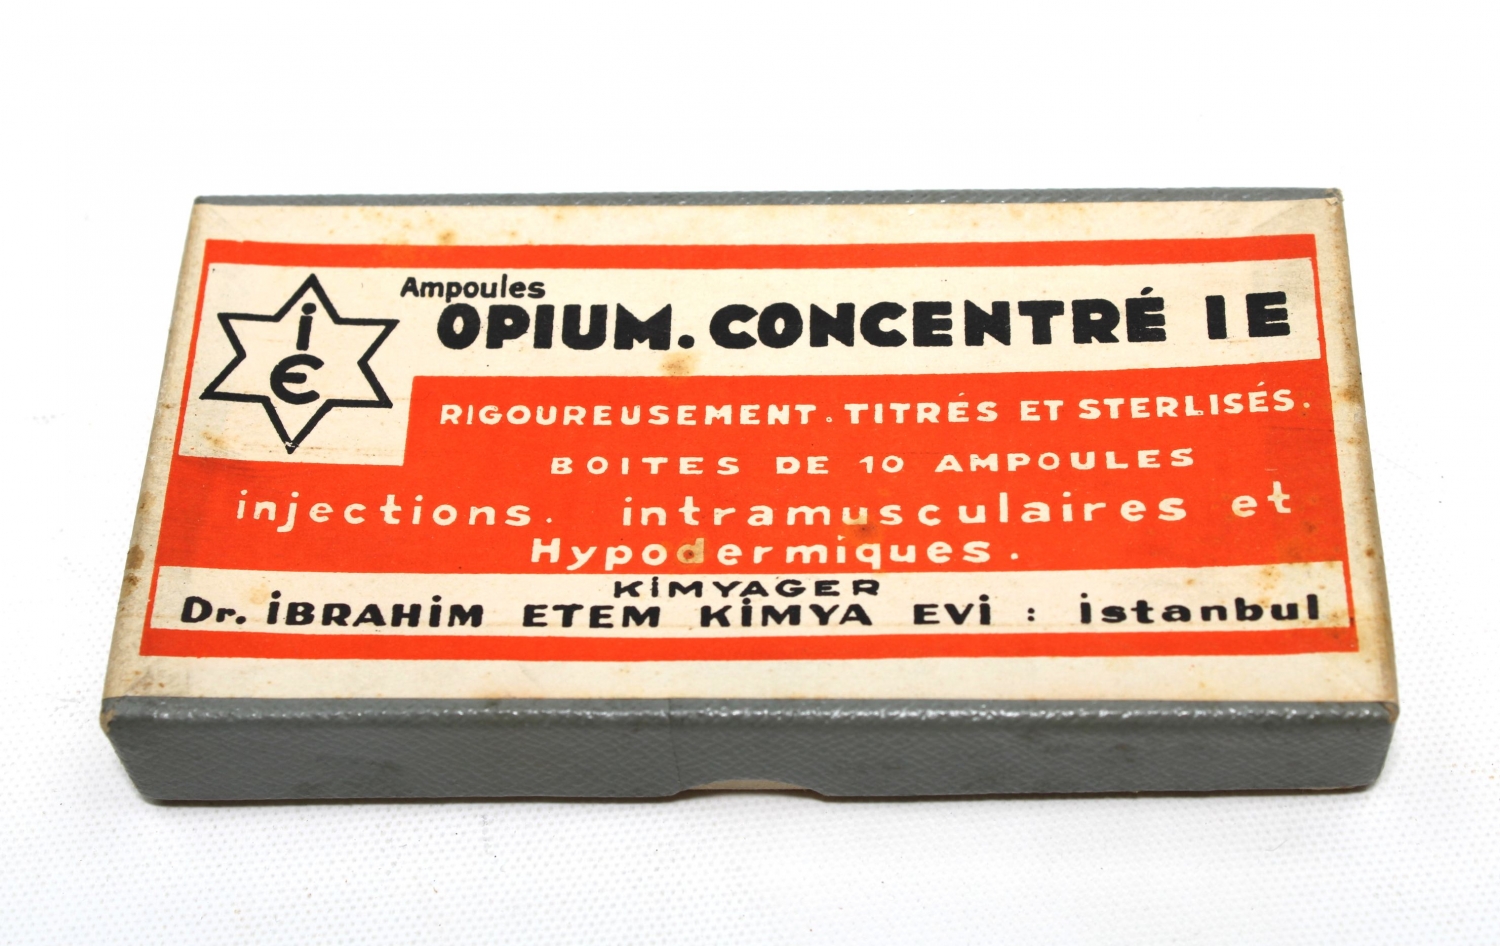 i
Є
Ampoules
OPIUM. CONCENTRÉ IE
RIGOUREUSEMENT. TITRÉS ET STERLISÉS.
BOITES DE 10 AMPOULES
injections. intramusculaires et
Hypodermiques.
KİMYAGER
Dr. İBRAHİM ETEM KİMYA EVİ : İstanbul